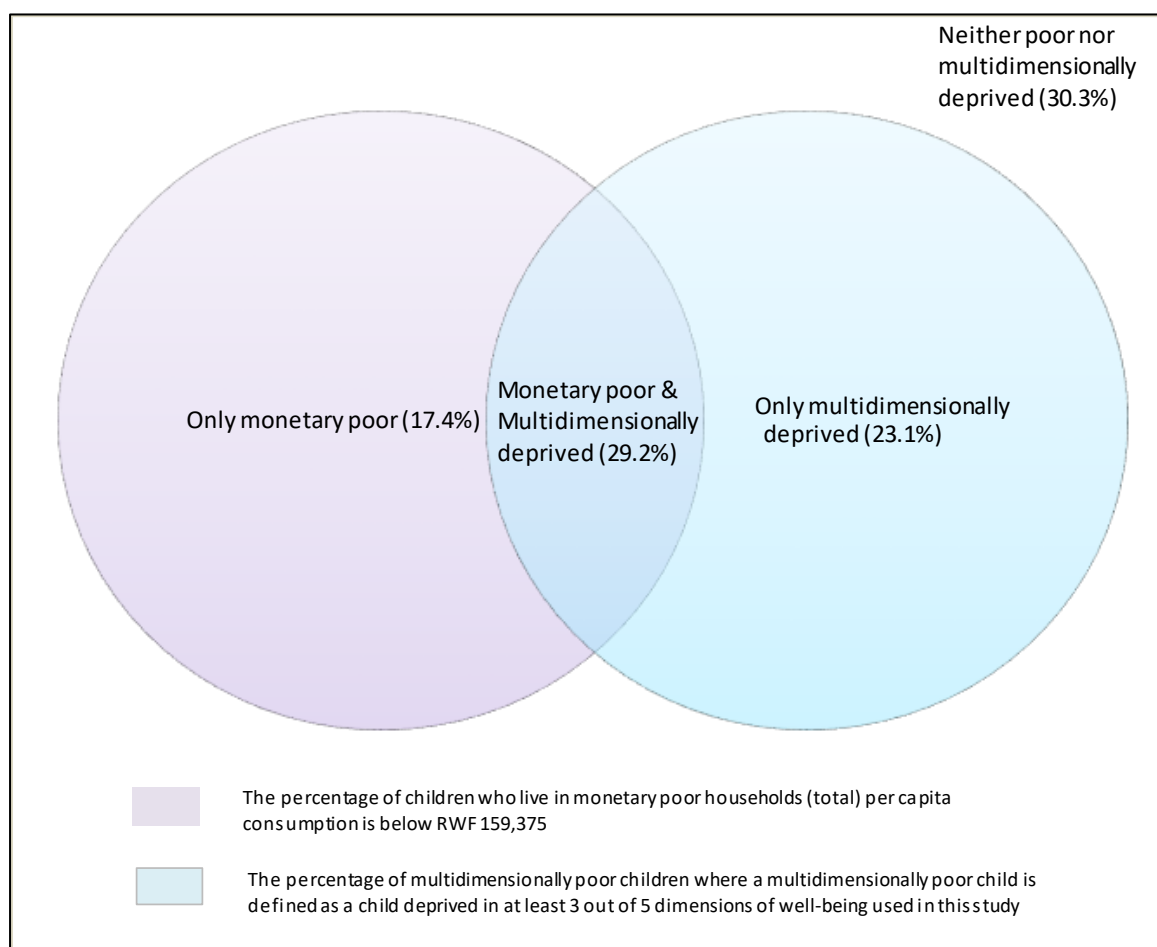 Neither poor nor
multidimensionally
deprived (30.3%)
Only monetary poor (17.4%)
Monetary poor &
Multidimensionally
deprived (29.2%)
Only multidimensionally
deprived (23.1%)
The percentage of children who live in monetary poor households (total) per capita
consumption is below RWF 159,375
The percentage of multidimensionally poor children where a multidimensionally poor child is
defined as a child deprived in at least 3 out of 5 dimensions of well-being used in this study